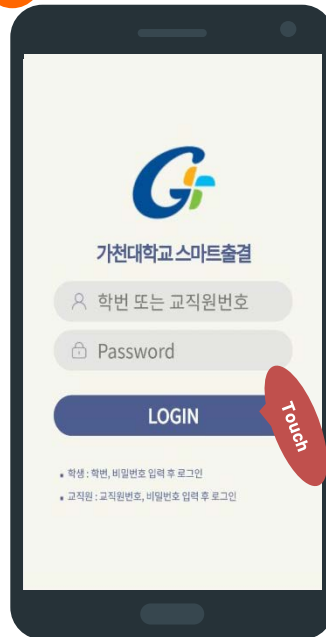 가천대학교 스마트출결
학번 또는 교직원번호
Password
LOGIN
Touch
• 학생 : 학번, 비밀번호 입력 후 로그인
• 교직원 : 교직원번호, 비밀번호 입력 후 로그인